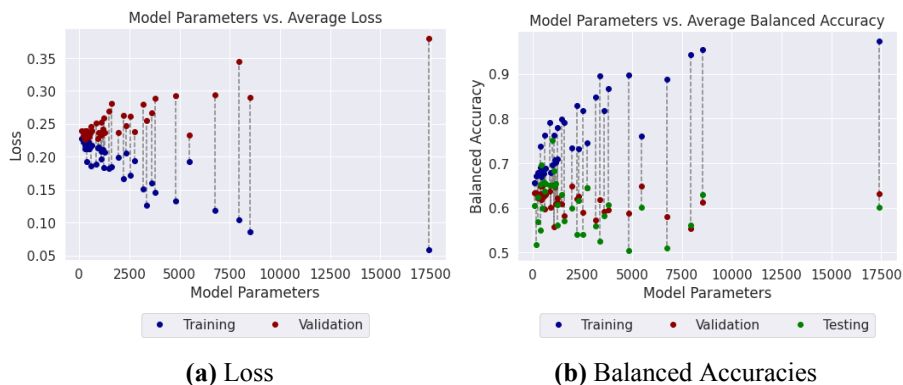 Model Parameters vs. Average Loss
0.35
0.30
0.25
0.20
0.15
0.10
0.05
Loss
0 2500 5000 7500 10000 12500 15000 17500
Model Parameters
Training Validation
(a) Loss
Model Parameters vs. Average Balanced Accuracy
0.9
0.8
0.7
0.6
0.5
Balanced Accuracy
0 2500 5000 7500 10000 12500 15000 17500
Model Parameters
Training Validation Testing
(b) Balanced Accuracies